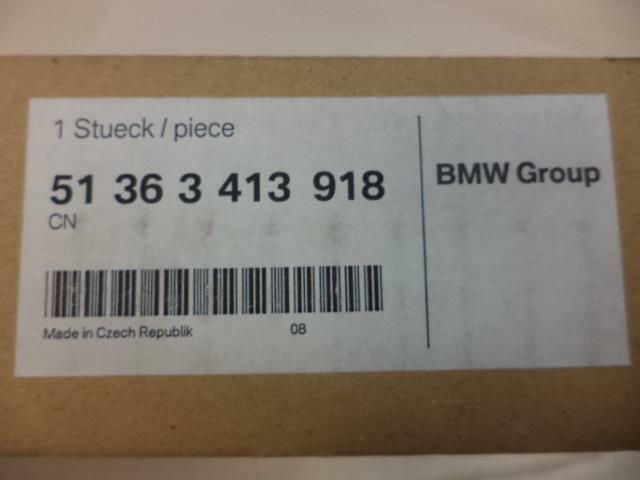 1 Stueck / piece
51 36 3 413 918
BMW Group
CN
Made in Czech Republik 08